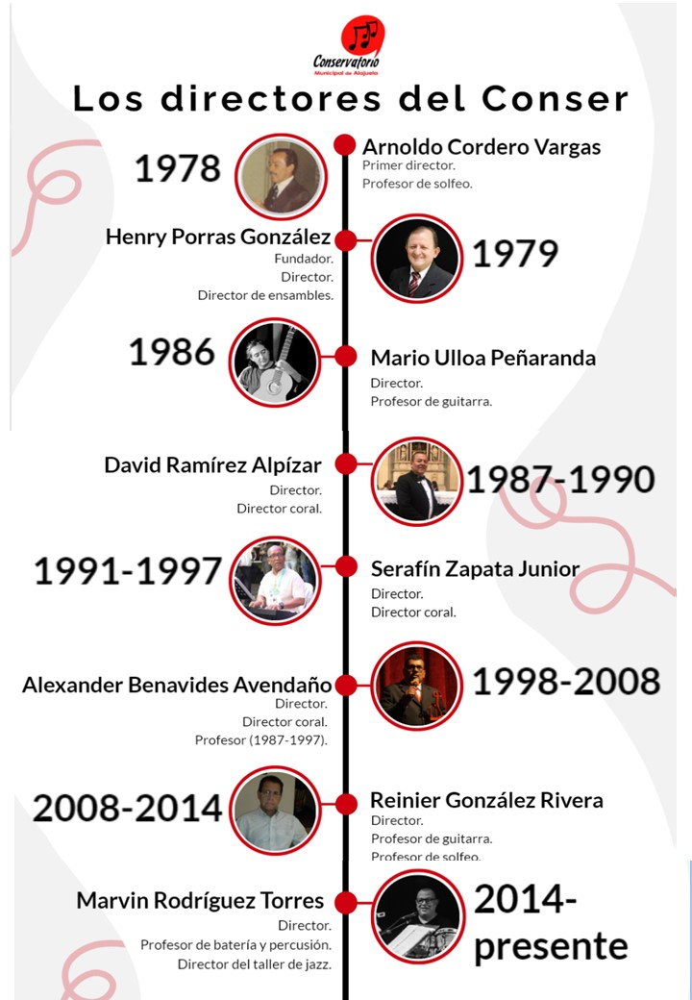 Conservatorio
Municipal de Alajuela
Los directores del Conser
1978
Arnoldo Cordero Vargas
Primer director.
Profesor de solfeo.
Henry Porras González
Fundador.
Director.
Director de ensambles.
1979
1986
Mario Ulloa Peñaranda
Director.
Profesor de guitarra.
David Ramírez Alpízar
Director.
Director coral.
1987-1990
1991-1997
Serafín Zapata Junior
Director.
Director coral.
Alexander Benavides Avendaño
Director.
Director coral.
Profesor (1987-1997).
1998-2008
2008-2014
Reinier González Rivera
Director.
Profesor de guitarra.
Profesor de solfeo.
Marvin Rodríguez Torres
Director.
Profesor de batería y percusión.
Director del taller de jazz.
2014-
presente